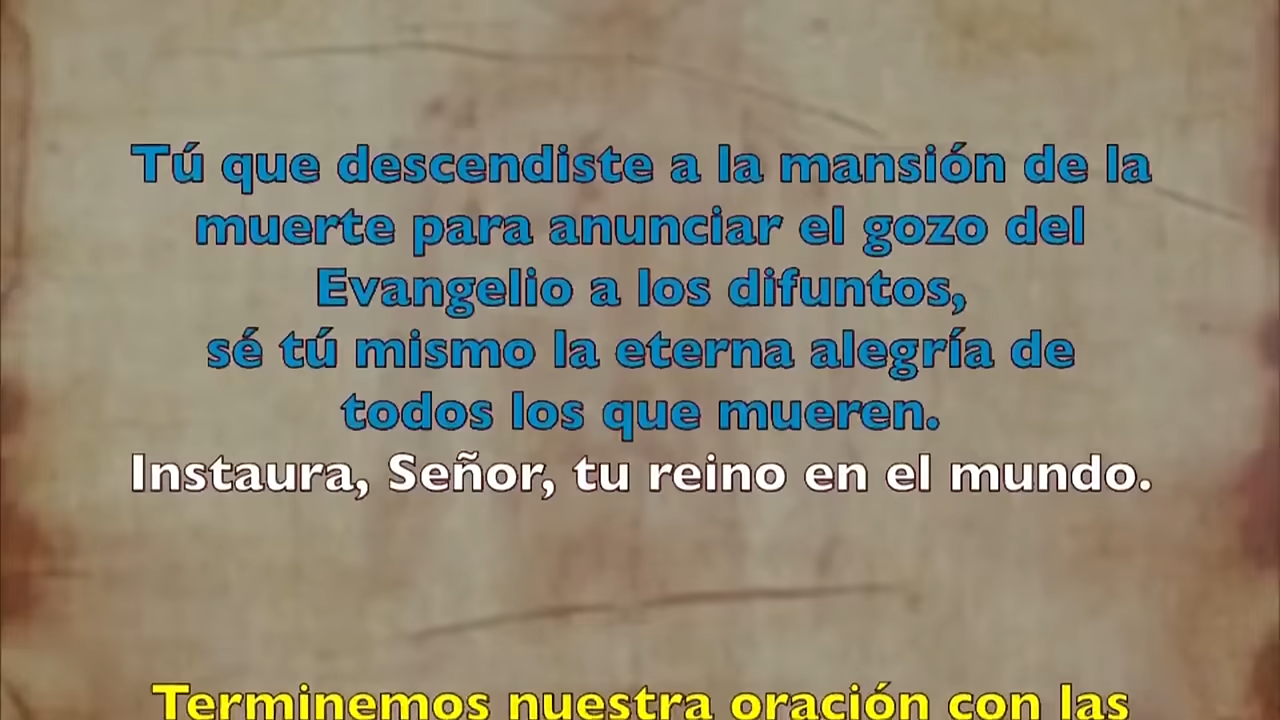 Tú que descendiste a la mansión de la
muerte para anunciar el gozo del
Evangelio a los difuntos,
sé tú mismo la eterna alegría de
todos los que mueren.
Instaura, Señor, tu reino en el mundo.
Terminemos nuestra oración con las